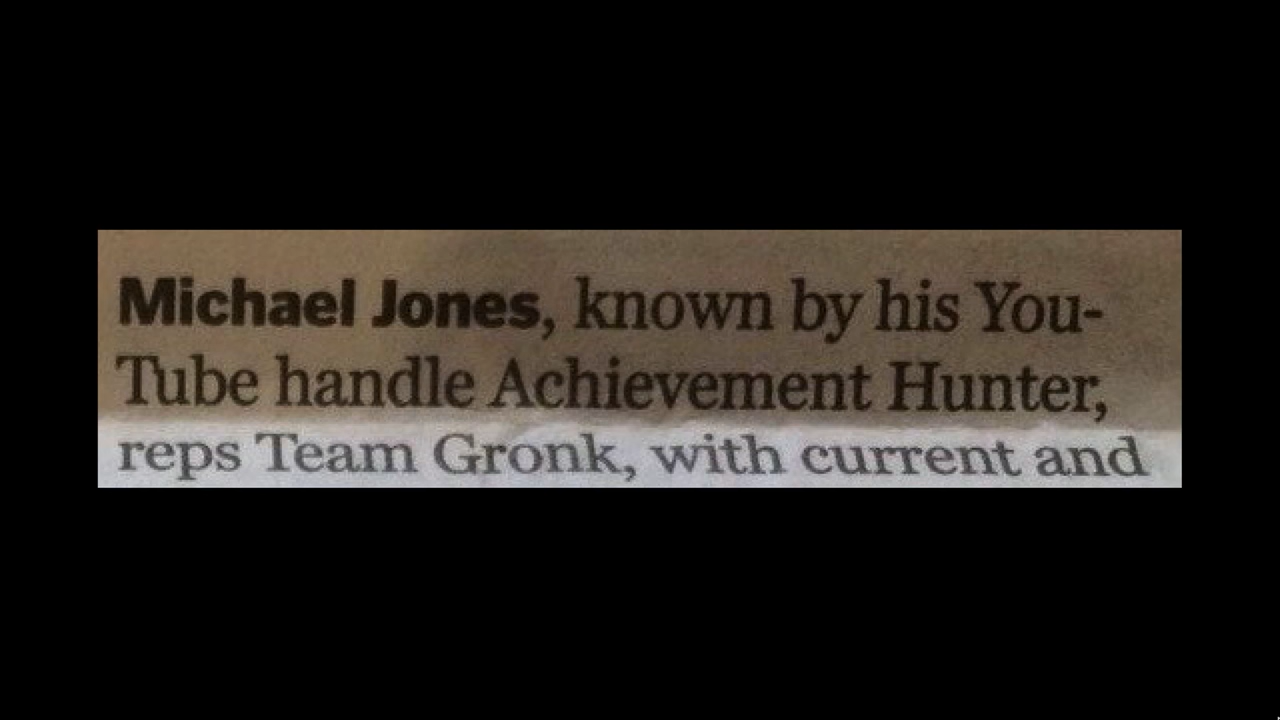 Michael Jones, known by his You-
Tube handle Achievement Hunter,
reps Team Gronk, with current and